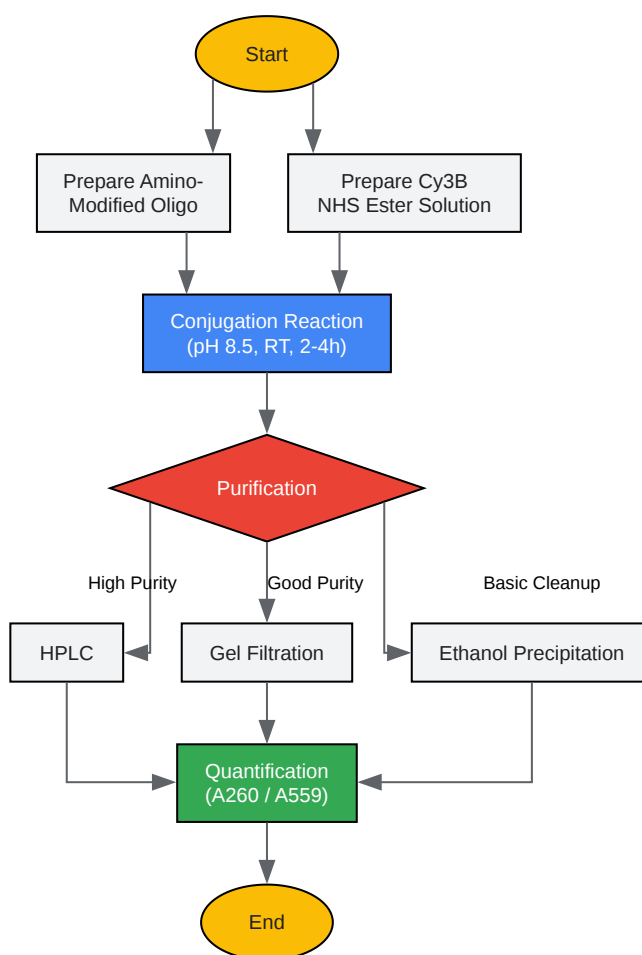 Start
Prepare Amino-
Modified Oligo
Prepare Cy3B
NHS Ester Solution
Conjugation Reaction
(pH 8.5, RT, 2-4h)
Purification
High Purity
Good Purity
Basic Cleanup
HPLC
Gel Filtration
Ethanol Precipitation
Quantification
(A260 / A559)
End